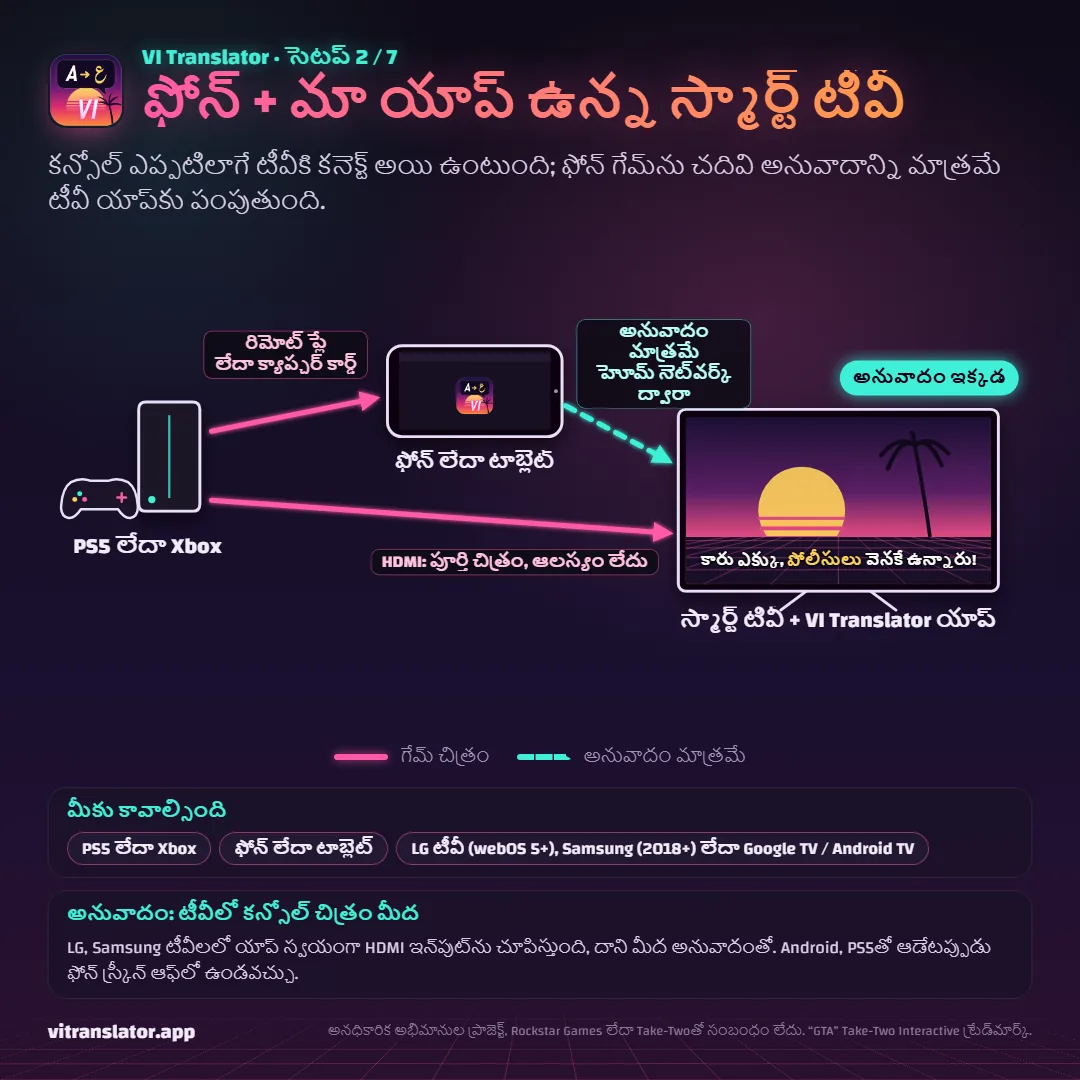 VI Translator · సెటప్ 2 / 7
A→ع
VI
ఫోన్ + మా యాప్ ఉన్న స్మార్ట్ టీవీ
కన్సోల్ ఎప్పటిలాగే టీవీకి కనెక్ట్ అయి ఉంటుంది; ఫోన్ గేమ్‌ను చదివి అనువాదాన్ని మాత్రమే
టీవీ యాప్‌కు పంపుతుంది.
రిమోట్ ప్లే
లేదా క్యాప్చర్ కార్డ్
అనువాదం
మాత్రమే
హోమ్ నెట్‌వర్క్
ద్వారా
అనువాదం ఇక్కడ
A→ع
VI
ఫోన్ లేదా టాబ్లెట్
PS5 లేదా Xbox
HDMI: పూర్తి చిత్రం, ఆలస్యం లేదు
కారు ఎక్కు, పోలీసులు వెనకే ఉన్నారు!
స్మార్ట్ టీవీ + VI Translator యాప్
గేమ్ చిత్రం
అనువాదం మాత్రమే
మీకు కావాల్సింది
PS5 లేదా Xbox
ఫోన్ లేదా టాబ్లెట్
LG టీవీ (webOS 5+), Samsung (2018+) లేదా Google TV / Android TV
అనువాదం: టీవీలో కన్సోల్ చిత్రం మీద
LG, Samsung టీవీలలో యాప్ స్వయంగా HDMI ఇన్‌పుట్‌ను చూపిస్తుంది, దాని మీద అనువాదంతో. Android, PS5తో ఆడేటప్పుడు
ఫోన్ స్క్రీన్ ఆఫ్‌లో ఉండవచ్చు.
vitranslator.app
అనధికారిక అభిమానుల ప్రాజెక్ట్. Rockstar Games లేదా Take-Twoతో సంబంధం లేదు. “GTA” Take-Two Interactive ట్రేడ్‌మార్క్.